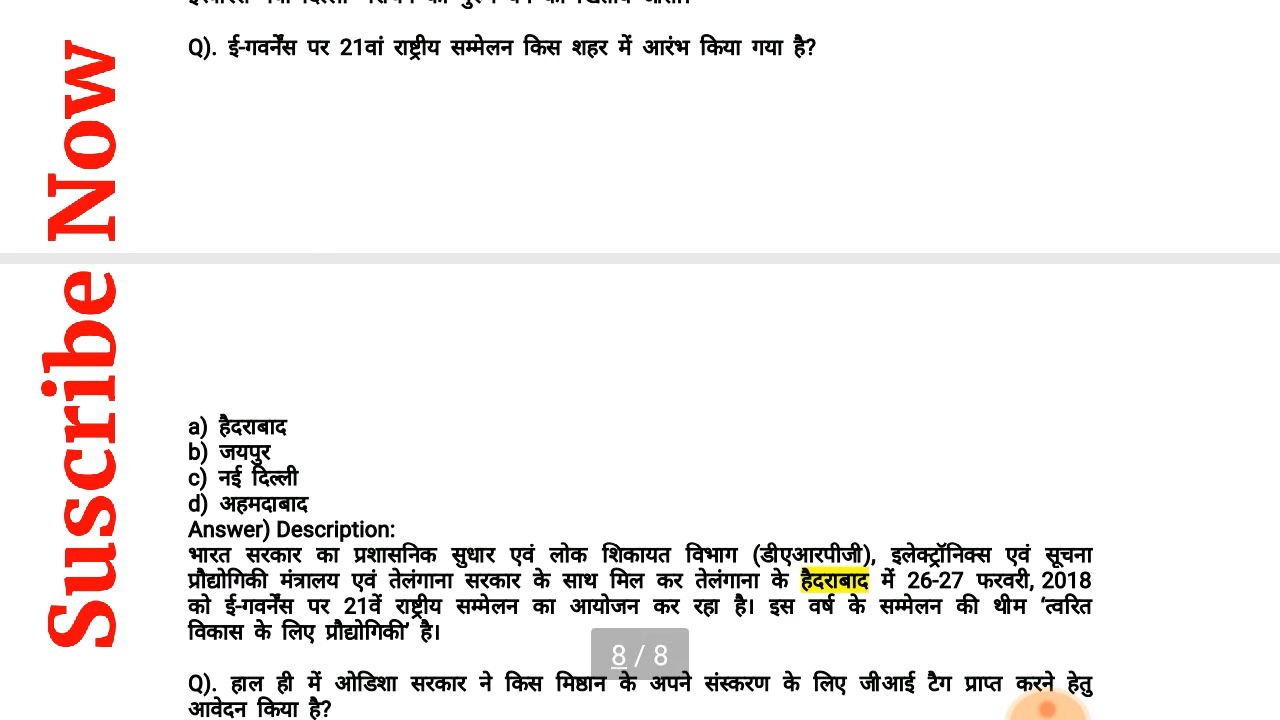 Q). ई-गवर्नेंस पर 21वां राष्ट्रीय सम्मेलन किस शहर में आरंभ किया गया है?
Suscribe Now
a) हैदराबाद
b) जयपुर
c) नई दिल्ली
d) अहमदाबाद
Answer) Description:
भारत सरकार का प्रशासनिक सुधार एवं लोक शिकायत विभाग (डीएआरपीजी), इलेक्ट्रॉनिक्स एवं सूचना
प्रौद्योगिकी मंत्रालय एवं तेलंगाना सरकार के साथ मिल कर तेलंगाना के हैदराबाद में 26-27 फरवरी, 2018
को ई-गवर्नेंस पर 21वें राष्ट्रीय सम्मेलन का आयोजन कर रहा है। इस वर्ष के सम्मेलन की थीम ‘त्वरित
विकास के लिए प्रौद्योगिकी’ है।
8 / 8
Q). हाल ही में ओडिशा सरकार ने किस मिष्ठान के अपने संस्करण के लिए जीआई टैग प्राप्त करने हेतु
आवेदन किया है?